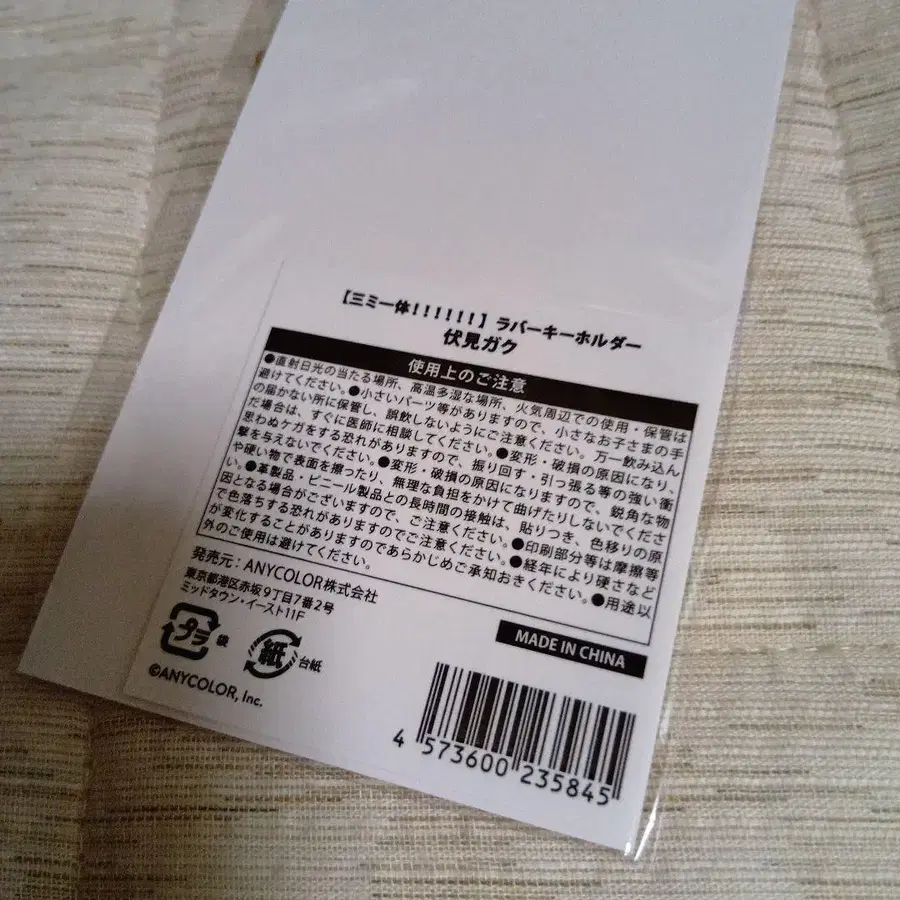 【三ミ一体!!!!!!】ラバーキーホルダー
伏見ガク
使用上のご注意
●直射日光の当たる場所、高温多湿な場所、火気周辺での使用・保管は
避けてください。●小さいパーツ等がありますので、小さなお子さまの手
の届かない所に保管し、誤飲しないようにご注意ください。万一飲み込ん
だ場合は、すぐに医師に相談してください。●変形・破損の原因になり、
思わぬケガをする恐れがありますので、振り回す・引っ張る等の強い衝
撃を与えないでください。●変形・破損の原因になりますので、鋭角な物
や硬い物で表面を擦ったり、無理な負担をかけて曲げたりしないでくださ
い。●革製品・ビニール製品との長時間の接触は、貼りつき、色移りの原
因となる場合がございますので、ご注意ください。●印刷部分等は摩擦等
で色落ちする恐れがありますのでご注意ください。●経年により硬さなど
が変化することがありますのであらかじめご承知おきください。●用途以
外のご使用は避けてください。
発売元:ANYCOLOR株式会社
東京都港区赤坂9丁目7番2号
ミッドタウン・イースト11F
プラ 袋
紙 台紙
MADE IN CHINA
©ANYCOLOR, Inc.
4 573600 235845